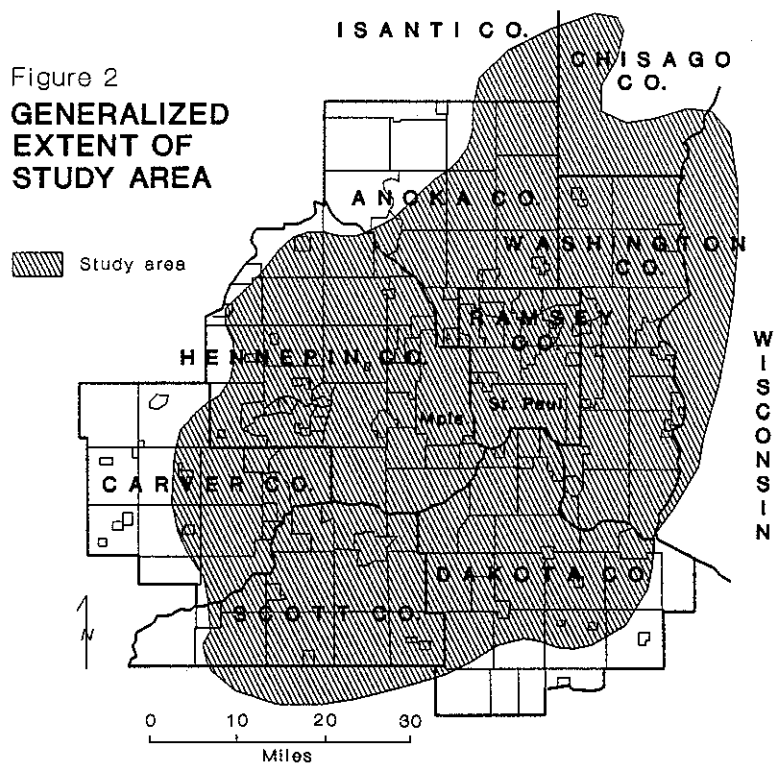 ISANTI CO.
CHISAGO
CO.
Figure 2
GENERALIZED
EXTENT OF
STUDY AREA
ANOKA CO.
Study area
WASHINGTON
CO.
RAMSEY
CO.
HENNEPIN CO.
WISCONSIN
Mpls
St. Paul
CARVER CO.
DAKOTA CO.
SCOTT CO.
N
0 10 20 30
Miles